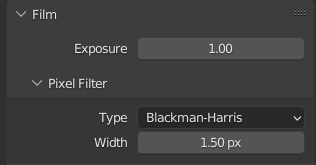 Film
Exposure 1.00
Pixel Filter
Type Blackman-Harris
Width 1.50 px